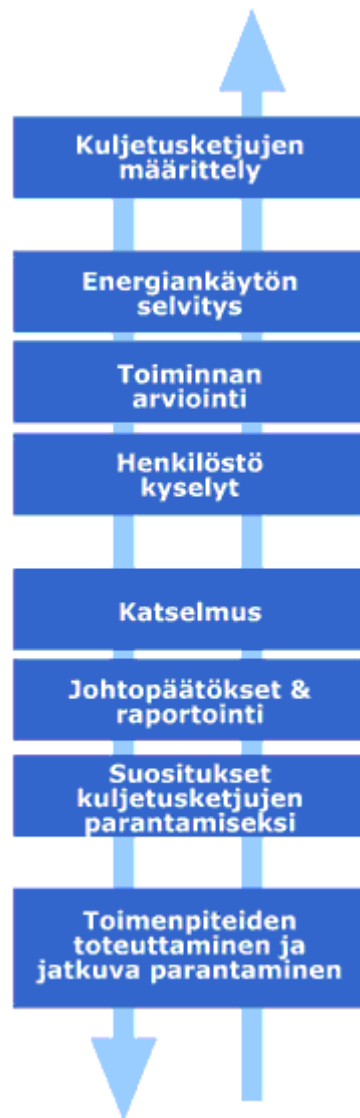 Kuljetusketjujen
määrittely
Energiankäytön
selvitys
Toiminnan
arviointi
Henkilöstö
kyselyt
Katselmus
Johtopäätökset &
raportointi
Suositukset
kuljetusketjujen
parantamiseksi
Toimenpiteiden
toteuttaminen ja
jatkuva parantaminen